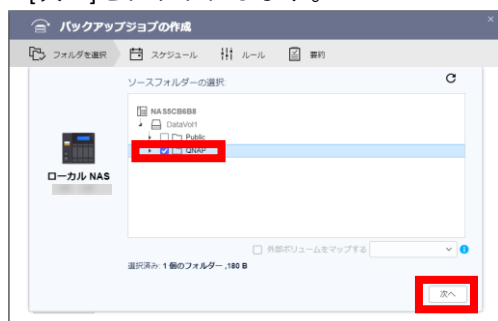 バックアップジョブの作成
フォルダを選択 スケジュール ルール 要約
ソースフォルダーの選択:
NA55CB6B8
DataVol1
Public
QNAP
ローカル NAS
外部ボリュームをマップする
選択済み: 1 個のフォルダー ,180 B
次へ